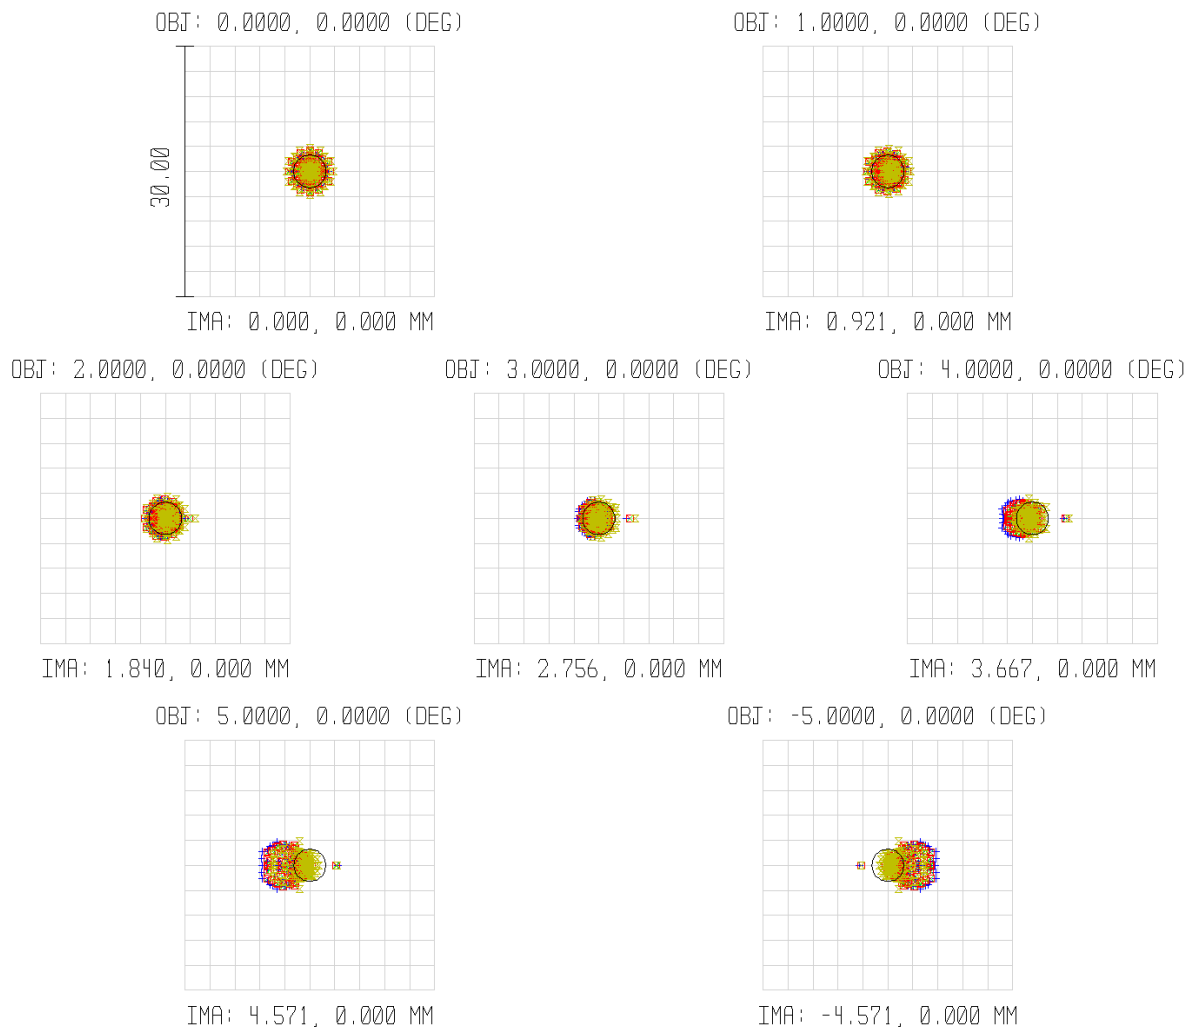 OBJ: 0.0000, 0.0000 (DEG)
OBJ: 1.0000, 0.0000 (DEG)
30.00
IMA: 0.000, 0.000 MM
IMA: 0.921, 0.000 MM
OBJ: 2.0000, 0.0000 (DEG)
OBJ: 3.0000, 0.0000 (DEG)
OBJ: 4.0000, 0.0000 (DEG)
IMA: 1.840, 0.000 MM
IMA: 2.756, 0.000 MM
IMA: 3.667, 0.000 MM
OBJ: 5.0000, 0.0000 (DEG)
OBJ: -5.0000, 0.0000 (DEG)
IMA: 4.571, 0.000 MM
IMA: -4.571, 0.000 MM